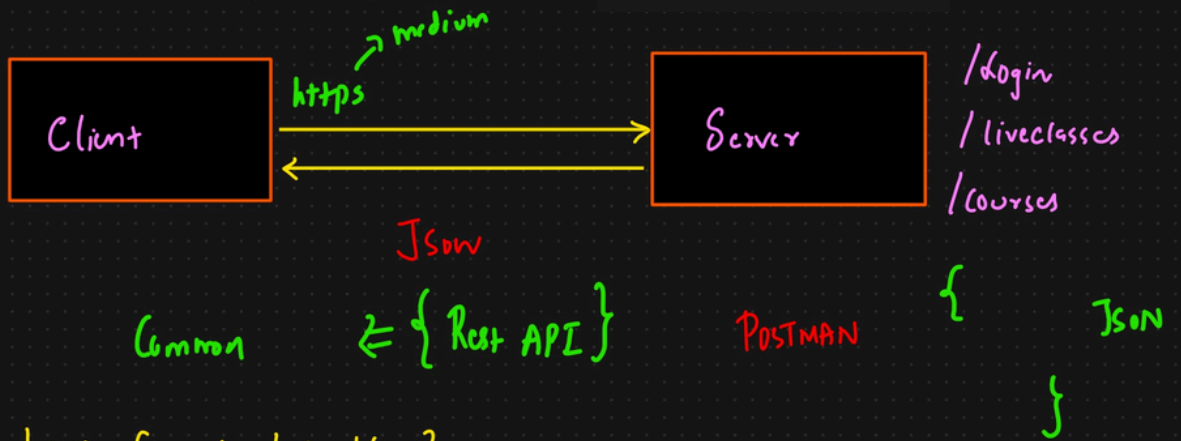 medium
https
Client
Server
/Login
/liveclasses
/Courses
JSON
Common ⇐ { Rest API }
POSTMAN
{
JSON
}